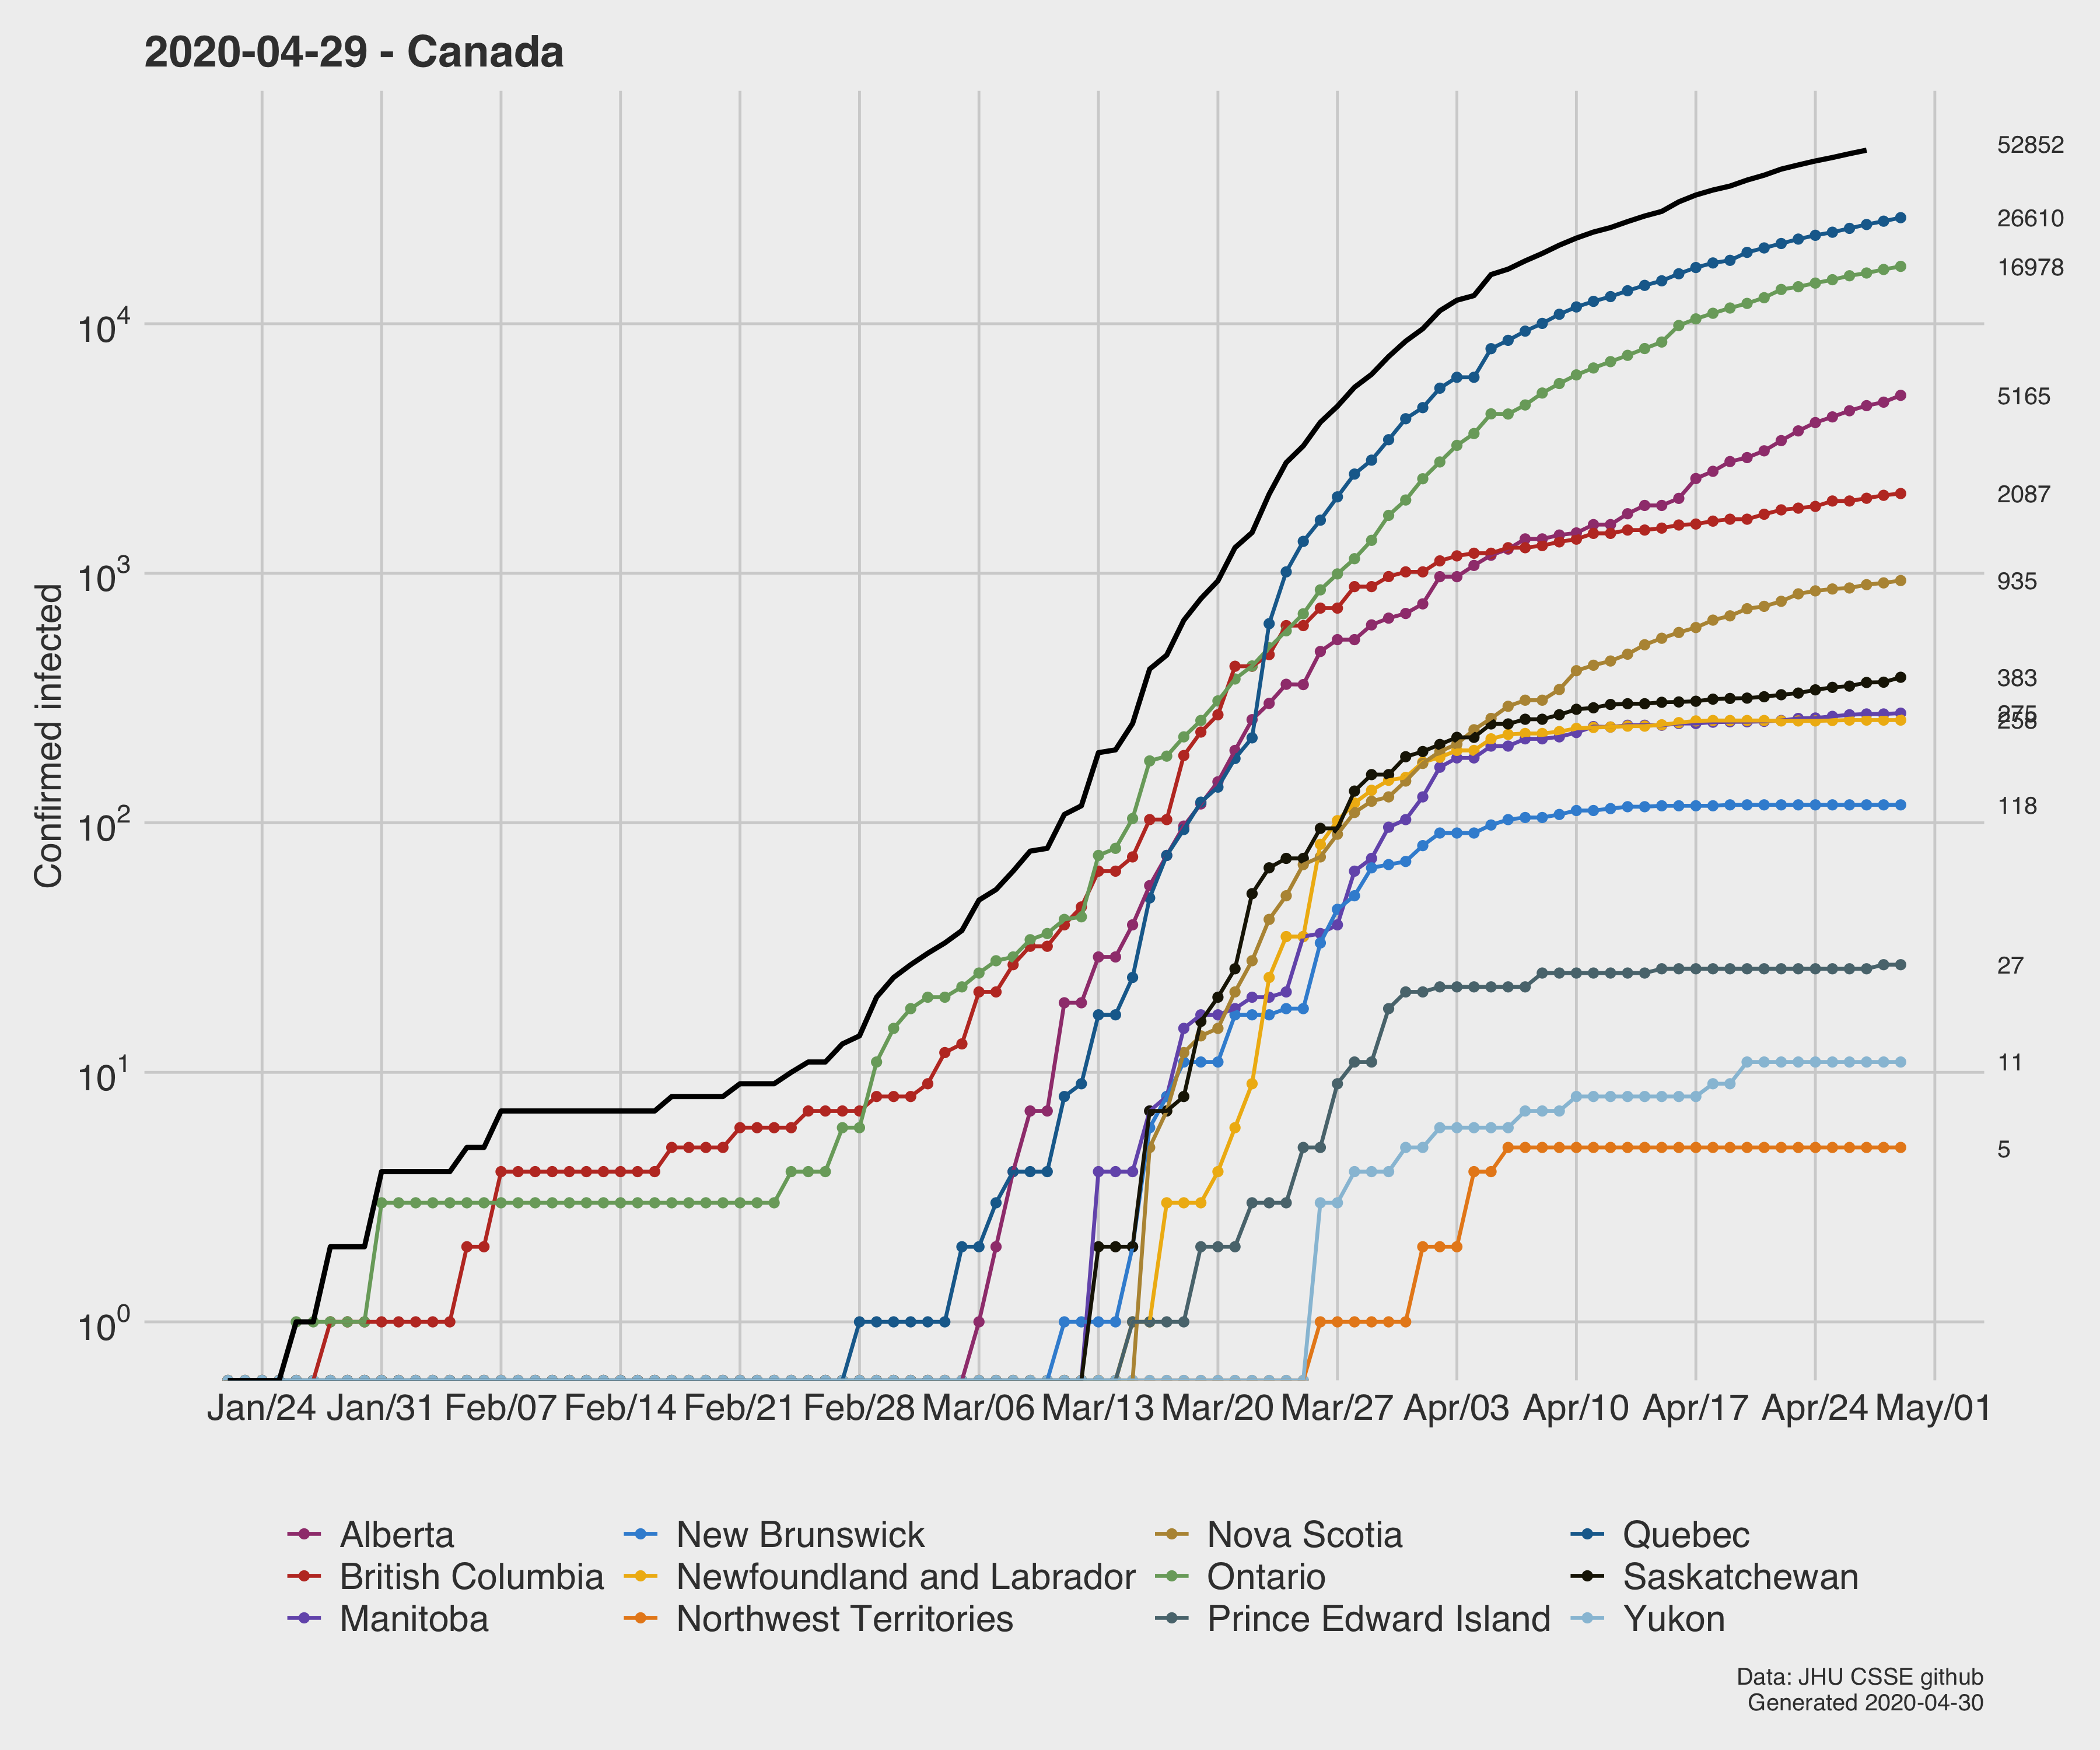 2020-04-29 - Canada
52852
26610
16978
10^4
5165
2087
10^3
935
383
275
258
118
10^2
27
11
10^1
5
10^0
Confirmed infected
Jan/24 Jan/31 Feb/07 Feb/14 Feb/21 Feb/28 Mar/06 Mar/13 Mar/20 Mar/27 Apr/03 Apr/10 Apr/17 Apr/24 May/01
Alberta New Brunswick Nova Scotia Quebec
British Columbia Newfoundland and Labrador Ontario Saskatchewan
Manitoba Northwest Territories Prince Edward Island Yukon
Data: JHU CSSE github
Generated 2020-04-30